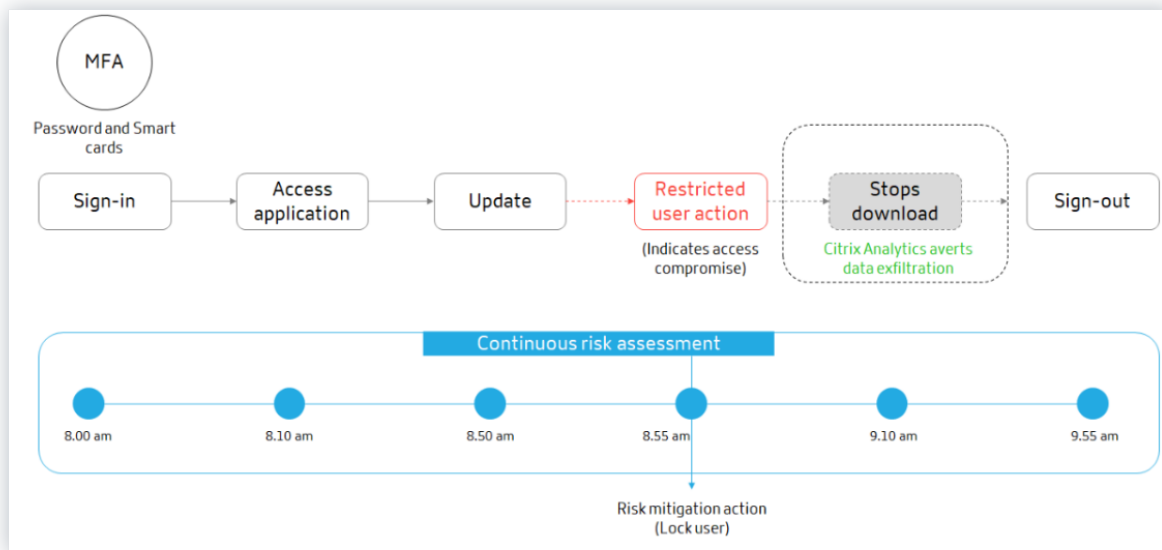 MFA
Password and Smart
cards
Sign-in
Access
application
Update
Restricted
user action
(Indicates access
compromise)
Stops
download
Citrix Analytics averts
data exfiltration
Sign-out
Continuous risk assessment
8.00 am
8.10 am
8.50 am
8.55 am
9.10 am
9.55 am
Risk mitigation action
(Lock user)